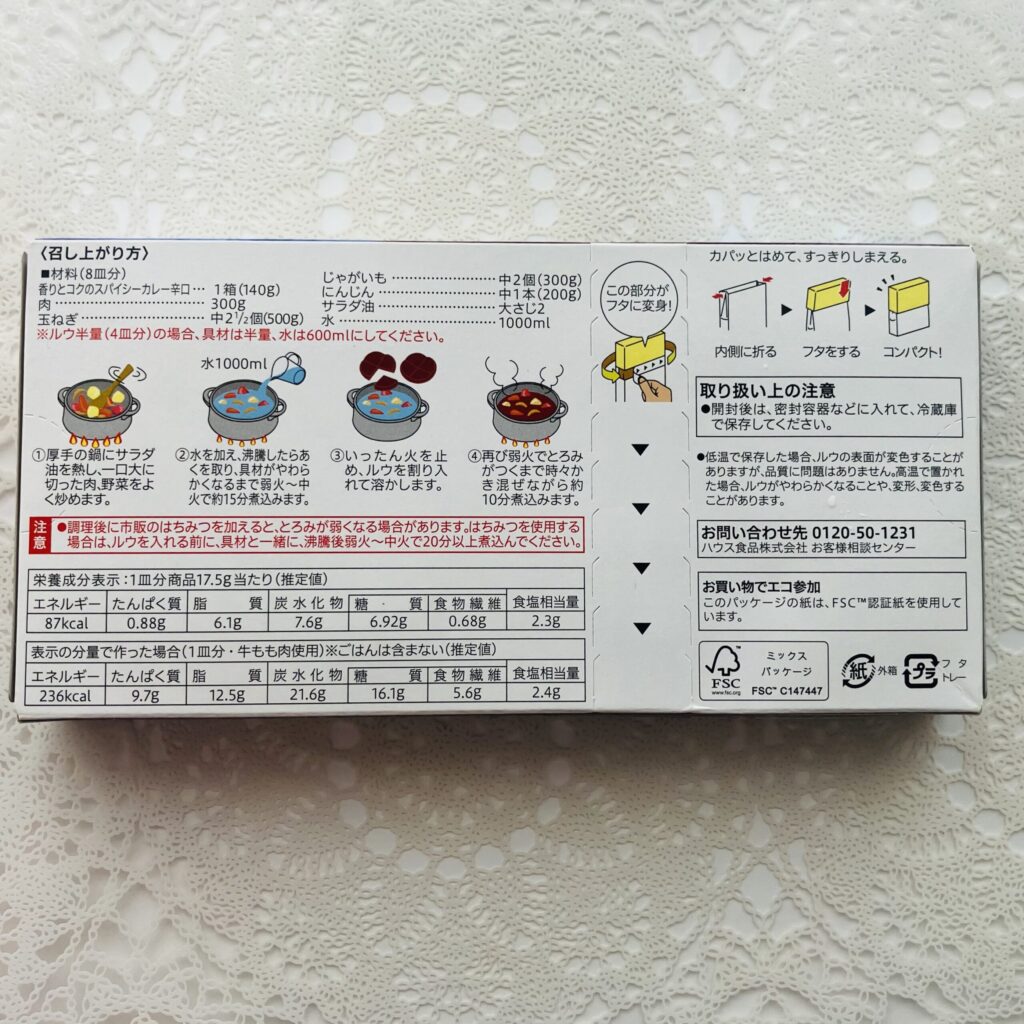 〈召し上がり方〉
■材料(8皿分)
香りとコクのスパイシーカレー辛口… 1箱(140g)
肉………………………… 300g
玉ねぎ………………… 中2 1/2個(500g)
じゃがいも………………中2個(300g)
にんじん…………………中1本(200g)
サラダ油…………………大さじ2
水…………………………1000ml
※ルウ半量(4皿分)の場合、具材は半量、水は600mlにしてください。
水1000ml
①厚手の鍋にサラダ
油を熱し、一口大に
切った肉、野菜をよ
く炒めます。
②水を加え、沸騰したらあ
くを取り、具材がやわら
かくなるまで弱火～中
火で約15分煮込みます。
③いったん火を止
め、ルウを割り入
れて溶かします。
④再び弱火でとろみ
がつくまで時々か
き混ぜながら約
10分煮込みます。
注意
●調理後に市販のはちみつを加えると、とろみが弱くなる場合があります。はちみつを使用する
場合は、ルウを入れる前に、具材と一緒に、沸騰後弱火～中火で20分以上煮込んでください。
栄養成分表示:1皿分商品17.5g当たり(推定値)
エネルギー たんぱく質 脂質 炭水化物 糖・質 食物繊維 食塩相当量
87kcal 0.88g 6.1g 7.6g 6.92g 0.68g 2.3g
表示の分量で作った場合(1皿分・牛もも肉使用)※ごはんは含まない(推定値)
エネルギー たんぱく質 脂質 炭水化物 糖質 食物繊維 食塩相当量
236kcal 9.7g 12.5g 21.6g 16.1g 5.6g 2.4g
この部分が
フタに変身!
カパッとはめて、すっきりしまえる。
内側に折る
フタをする
コンパクト!
取り扱い上の注意
●開封後は、密封容器などに入れて、冷蔵庫
で保存してください。
●低温で保存した場合、ルウの表面が変色することが
ありますが、品質に問題はありません。高温で置かれ
た場合、ルウがやわらかくなることや、変形、変色する
ことがあります。
お問い合わせ先 0120-50-1231
ハウス食品株式会社 お客様相談センター
お買い物でエコ参加
このパッケージの紙は、FSC™認証紙を使用して
います。
FSC
www.fsc.org
ミックス
パッケージ
FSC™ C147447
紙
外箱
プラ
フタ
トレー